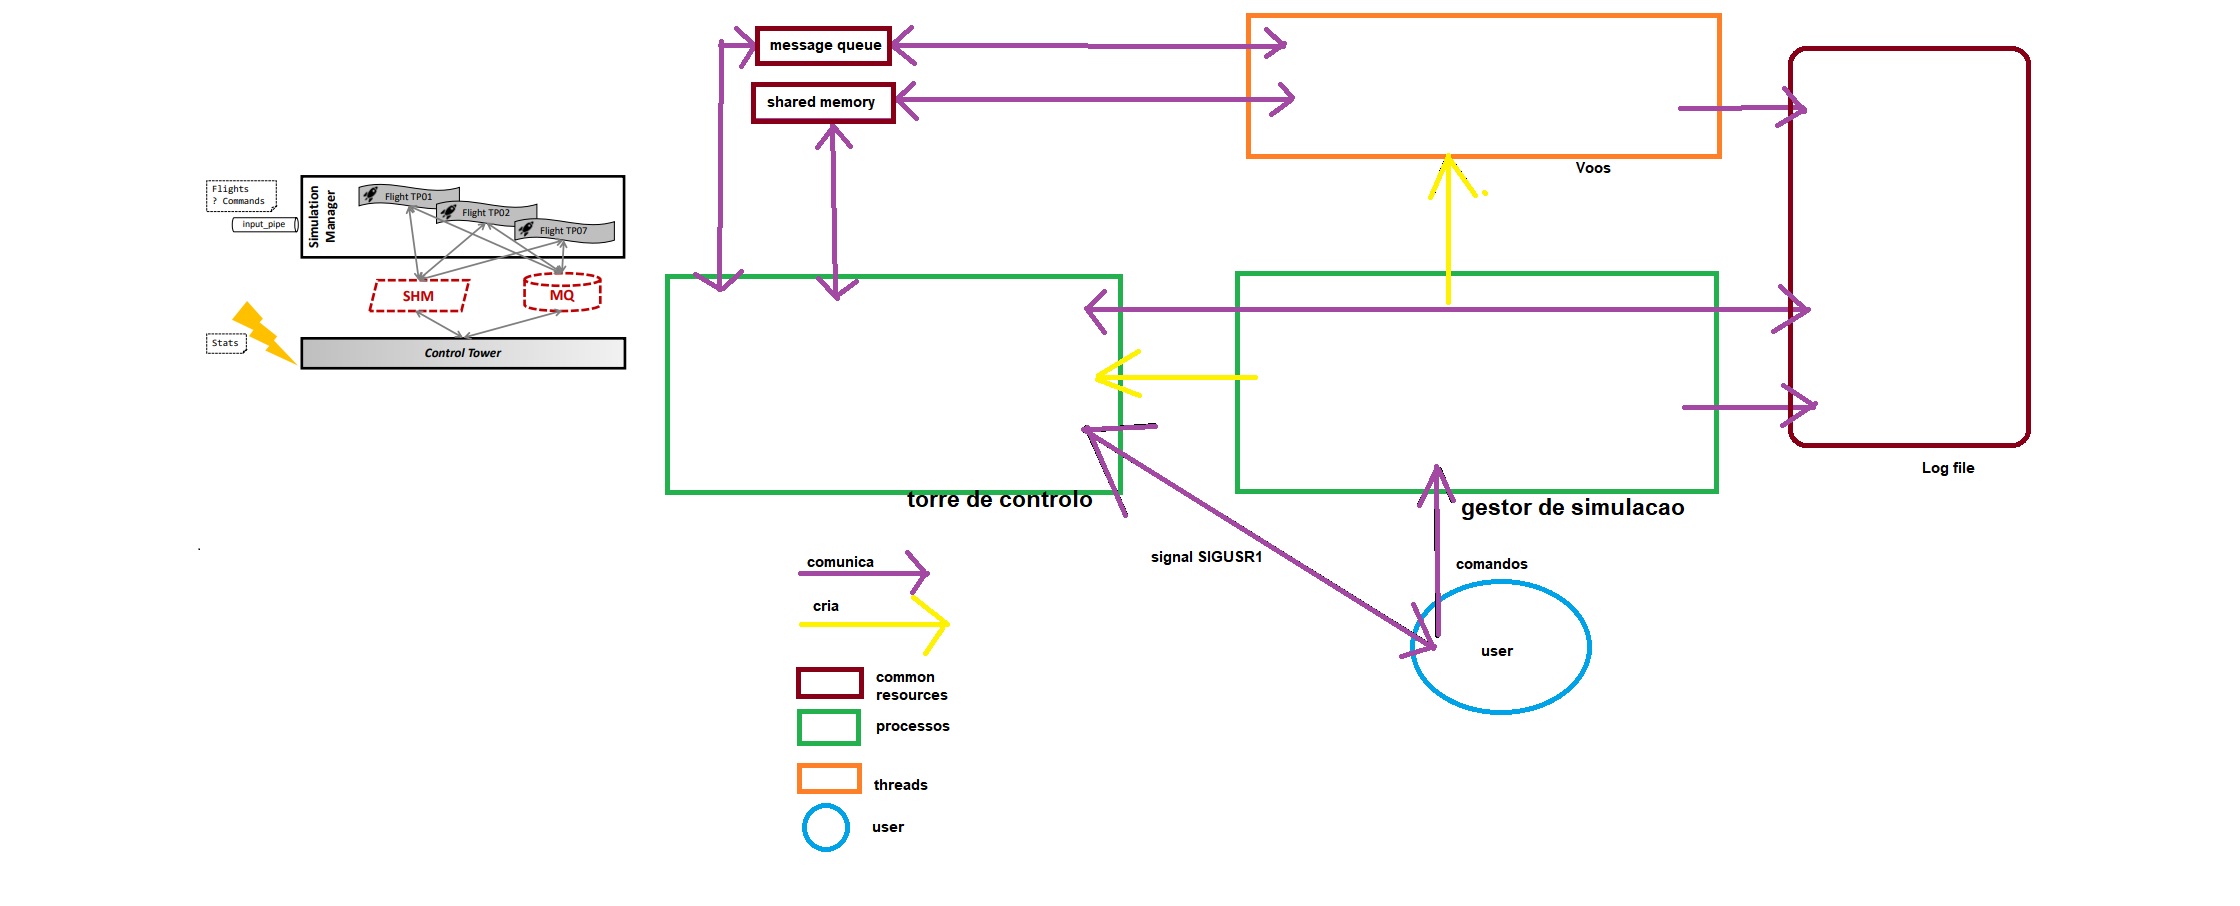 message queue
shared memory
Voos
Flights
? Commands
input_pipe
Simulation
Manager
Flight TP01
Flight TP02
Flight TP07
SHM
MQ
Stats
Control Tower
Log file
torre de controlo
gestor de simulacao
signal SIGUSR1
comandos
user
comunica
cria
common
resources
processos
threads
user